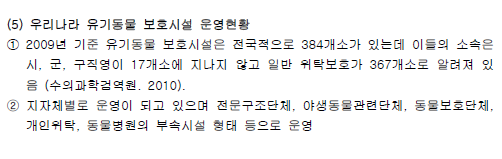 (5) 우리나라 유기동물 보호시설 운영현황
① 2009년 기준 유기동물 보호시설은 전국적으로 384개소가 있는데 이들의 소속은
시, 군, 구직영이 17개소에 지나지 않고 일반 위탁보호가 367개소로 알려져 있
음 (수의과학검역원. 2010).
② 지자체별로 운영이 되고 있으며 전문구조단체, 야생동물관련단체, 동물보호단체,
개인위탁, 동물병원의 부속시설 형태 등으로 운영